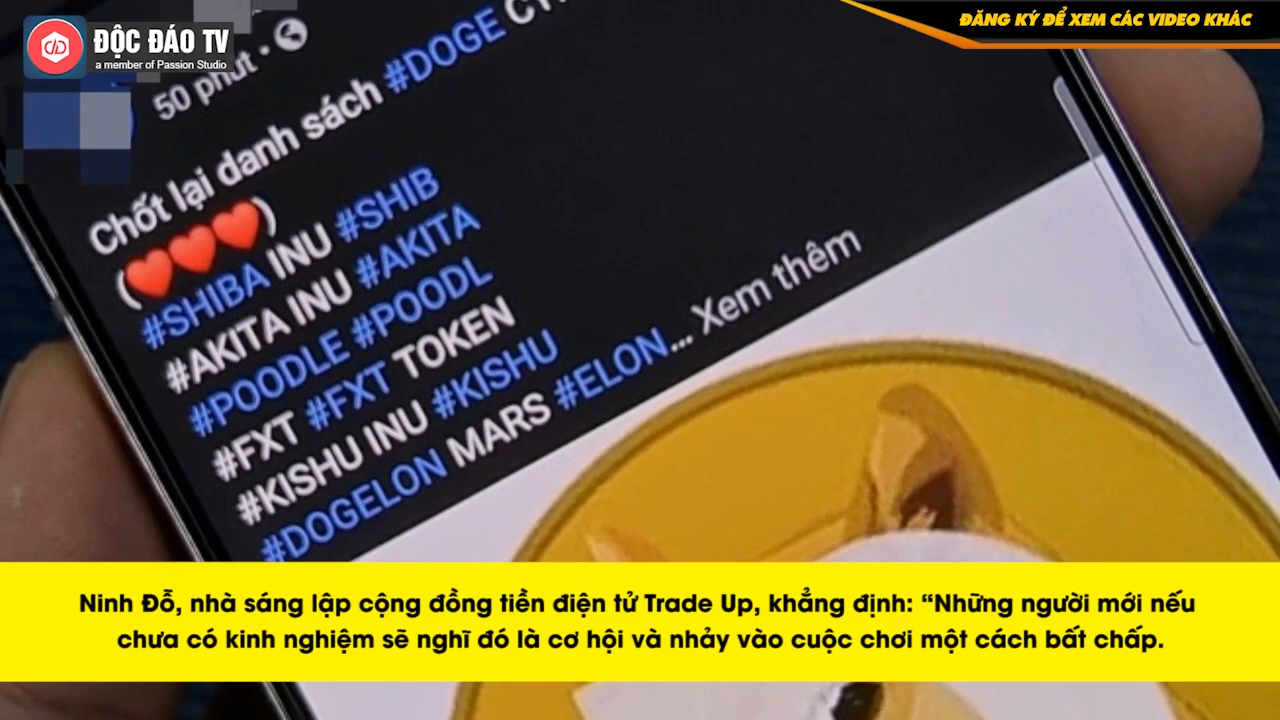 ĐỘC ĐÁO TV
a member of Passion Studio
ĐĂNG KÝ ĐỂ XEM CÁC VIDEO KHÁC
50 phút ·
Chốt lại danh sách #DOGE
(❤️❤️❤️)
#SHIBA INU #SHIB
#AKITA INU #AKITA
#POODLE #POODL
#FXT #FXT TOKEN
#KISHU INU #KISHU
#DOGELON MARS #ELON... Xem thêm
Ninh Đỗ, nhà sáng lập cộng đồng tiền điện tử Trade Up, khẳng định: “Những người mới nếu
chưa có kinh nghiệm sẽ nghĩ đó là cơ hội và nhảy vào cuộc chơi một cách bất chấp.